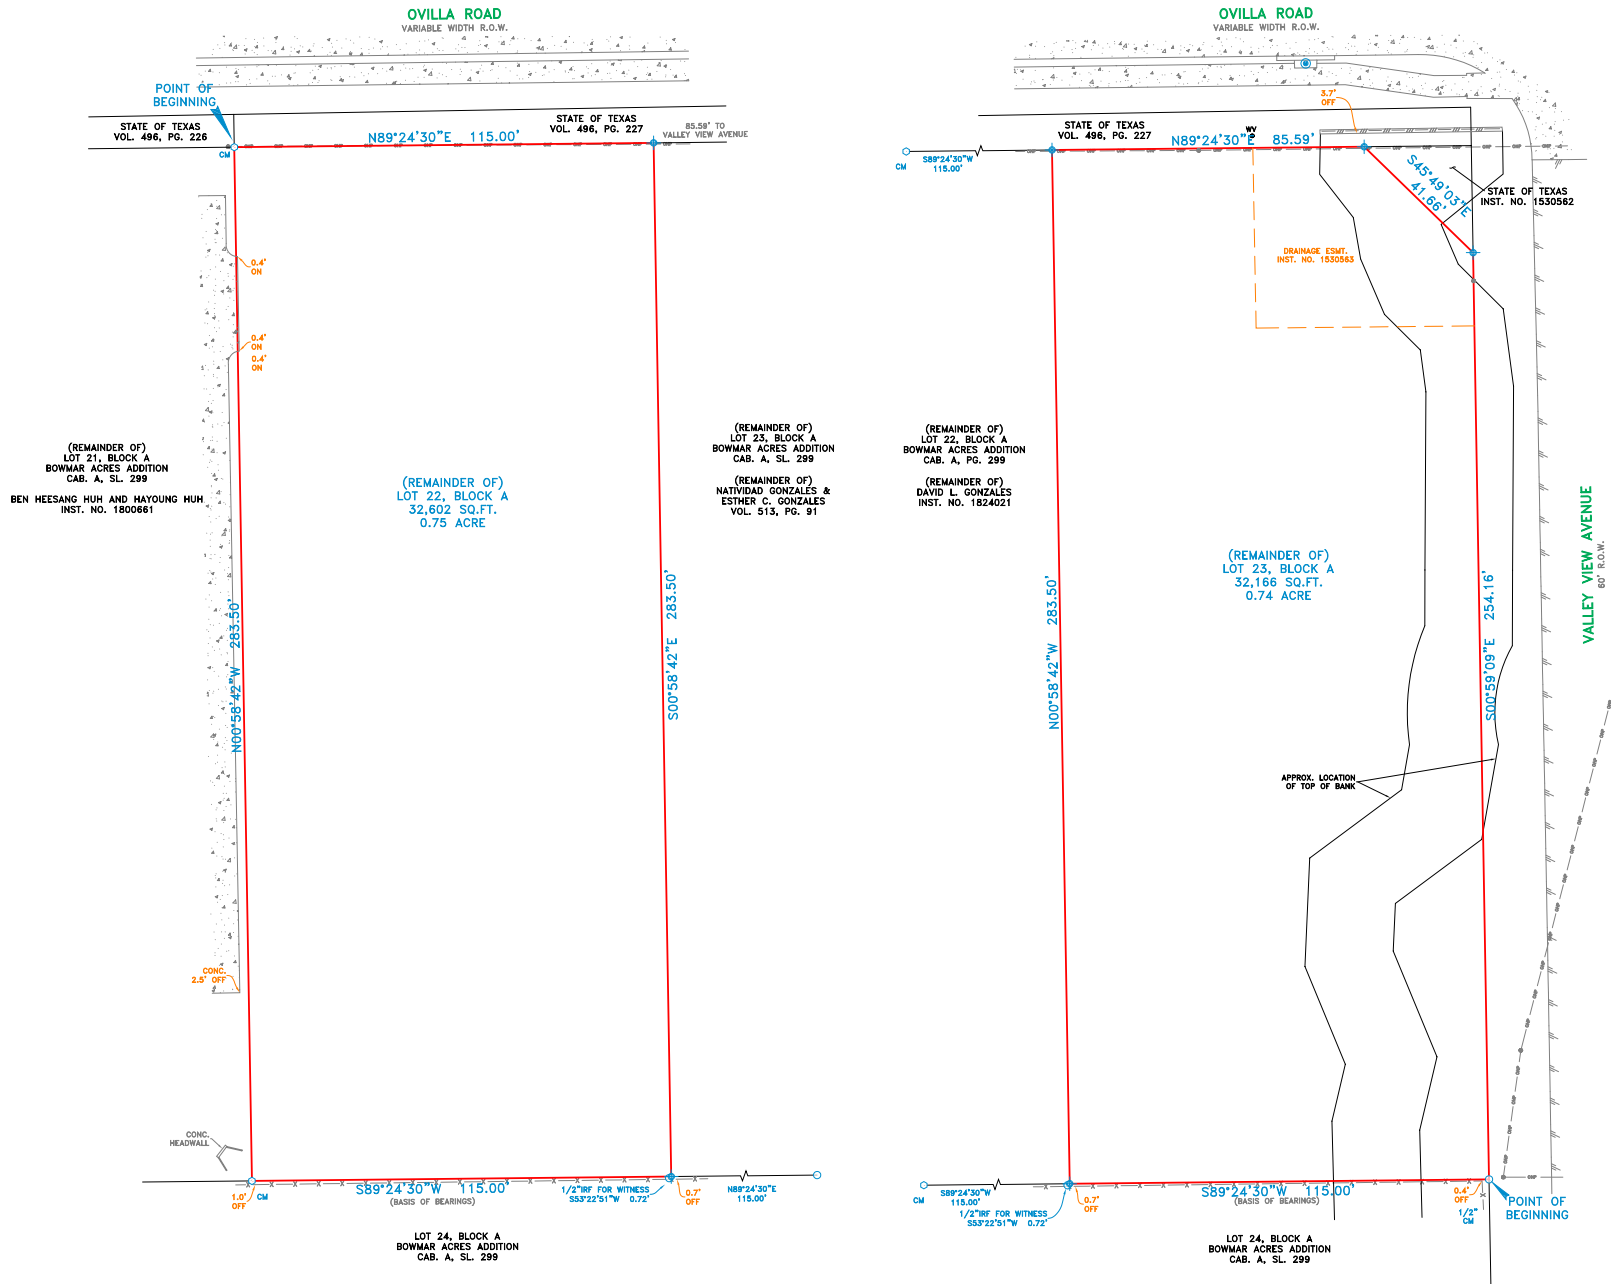 OVILLA ROAD
VARIABLE WIDTH R.O.W.
POINT OF
BEGINNING
STATE OF TEXAS
VOL. 496, PG. 226
CM
N89°24'30"E 115.00'
STATE OF TEXAS
VOL. 496, PG. 227
85.59' TO
VALLEY VIEW AVENUE
0.4'
ON
0.4'
ON
0.4'
ON
(REMAINDER OF)
LOT 21, BLOCK A
BOWMAR ACRES ADDITION
CAB. A, SL. 299
BEN HEESANG HUH AND HAYOUNG HUH
INST. NO. 1800661
(REMAINDER OF)
LOT 22, BLOCK A
32,602 SQ.FT.
0.75 ACRE
(REMAINDER OF)
LOT 23, BLOCK A
BOWMAR ACRES ADDITION
CAB. A, SL. 299
(REMAINDER OF)
NATIVIDAD GONZALES &
ESTHER C. GONZALES
VOL. 513, PG. 91
N00°58'42"W 283.50'
S00°58'42"E 283.50'
CONC.
2.5' OFF
CONC.
HEADWALL
1.0'
OFF
CM
S89°24'30"W 115.00'
(BASIS OF BEARINGS)
1/2"IRF FOR WITNESS
S53°22'51"W 0.72'
0.7'
OFF
N89°24'30"E
115.00'
LOT 24, BLOCK A
BOWMAR ACRES ADDITION
CAB. A, SL. 299
OVILLA ROAD
VARIABLE WIDTH R.O.W.
3.7'
OFF
STATE OF TEXAS
VOL. 496, PG. 227
WV
CM
S89°24'30"W
115.00'
N89°24'30"E 85.59'
S45°49'03"E
41.66'
STATE OF TEXAS
INST. NO. 1530562
DRAINAGE ESMT.
INST. NO. 1530563
(REMAINDER OF)
LOT 22, BLOCK A
BOWMAR ACRES ADDITION
CAB. A, PG. 299
(REMAINDER OF)
DAVID L. GONZALES
INST. NO. 1824021
(REMAINDER OF)
LOT 23, BLOCK A
32,166 SQ.FT.
0.74 ACRE
N00°58'42"W 283.50'
S00°59'09"E 254.16'
VALLEY VIEW AVENUE
60' R.O.W.
APPROX. LOCATION
OF TOP OF BANK
CM
S89°24'30"W
115.00'
1/2"IRF FOR WITNESS
S53°22'51"W 0.72'
0.7'
OFF
S89°24'30"W 115.00'
(BASIS OF BEARINGS)
0.4'
OFF
1/2"
CM
POINT OF
BEGINNING
LOT 24, BLOCK A
BOWMAR ACRES ADDITION
CAB. A, SL. 299